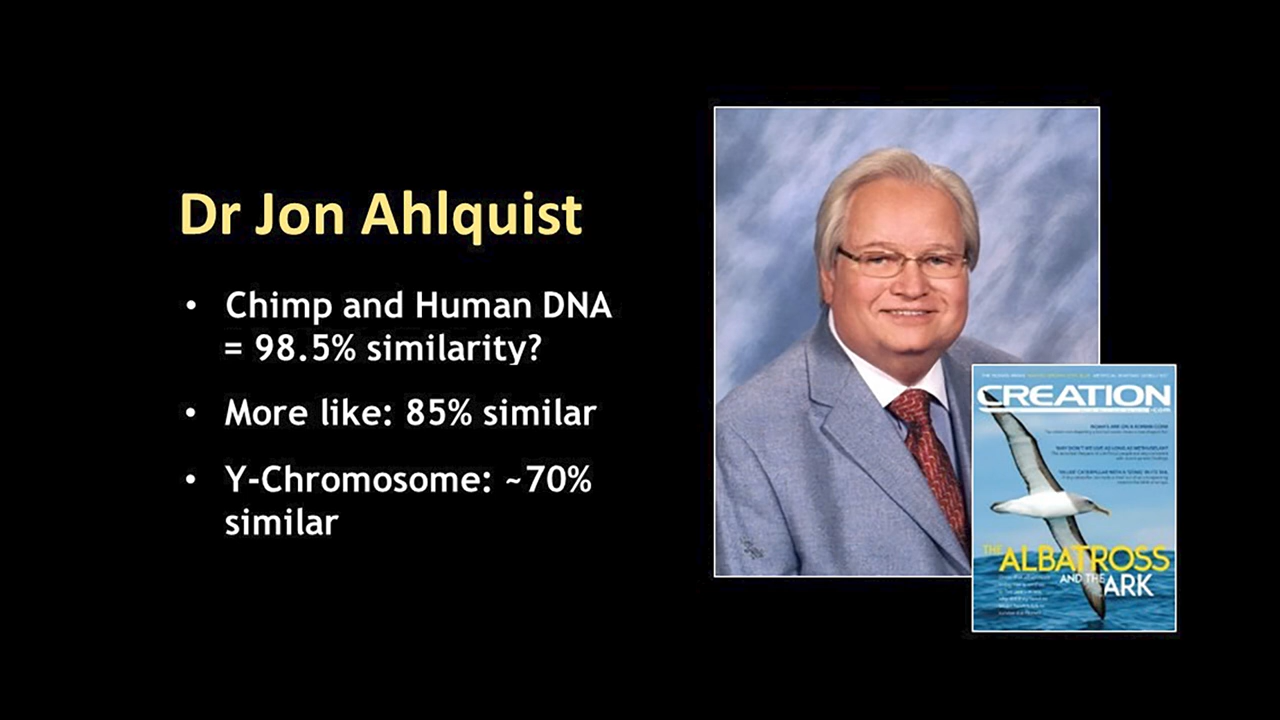 Dr Jon Ahlquist
• Chimp and Human DNA
= 98.5% similarity?
• More like: 85% similar
• Y-Chromosome: ~70%
similar
CREATION
.com
THE
ALBATROSS
AND THE
ARK